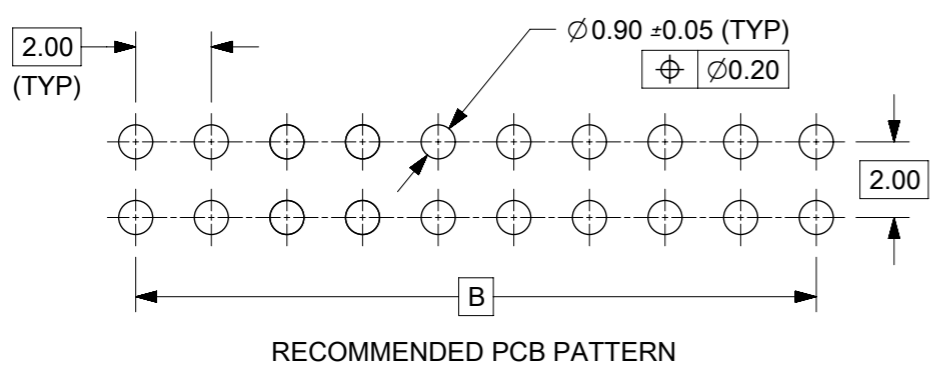 2.00
(TYP)
∅0.90 ±0.05 (TYP)
⌖ ∅0.20
2.00
B
RECOMMENDED PCB PATTERN